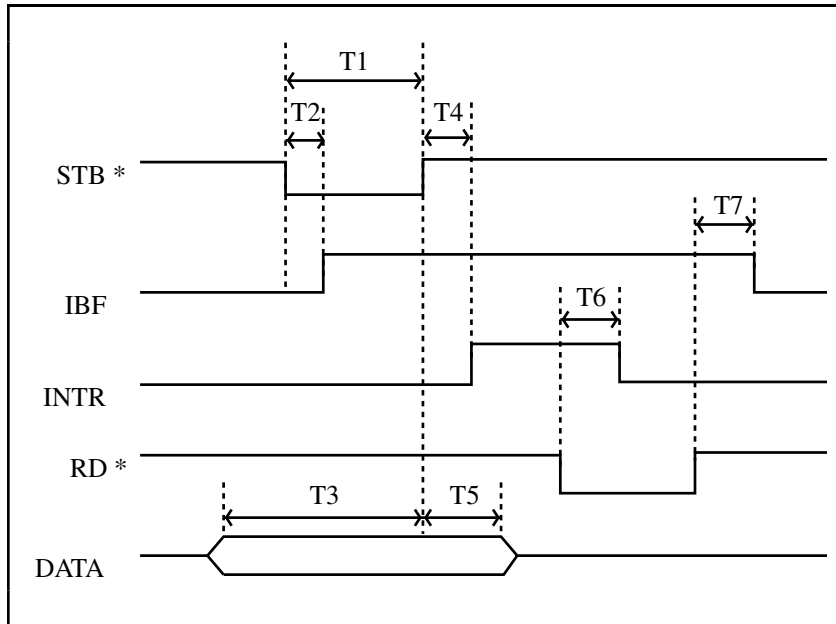 T1
T2 T4
STB *
T7
IBF
T6
INTR
RD *
T3 T5
DATA